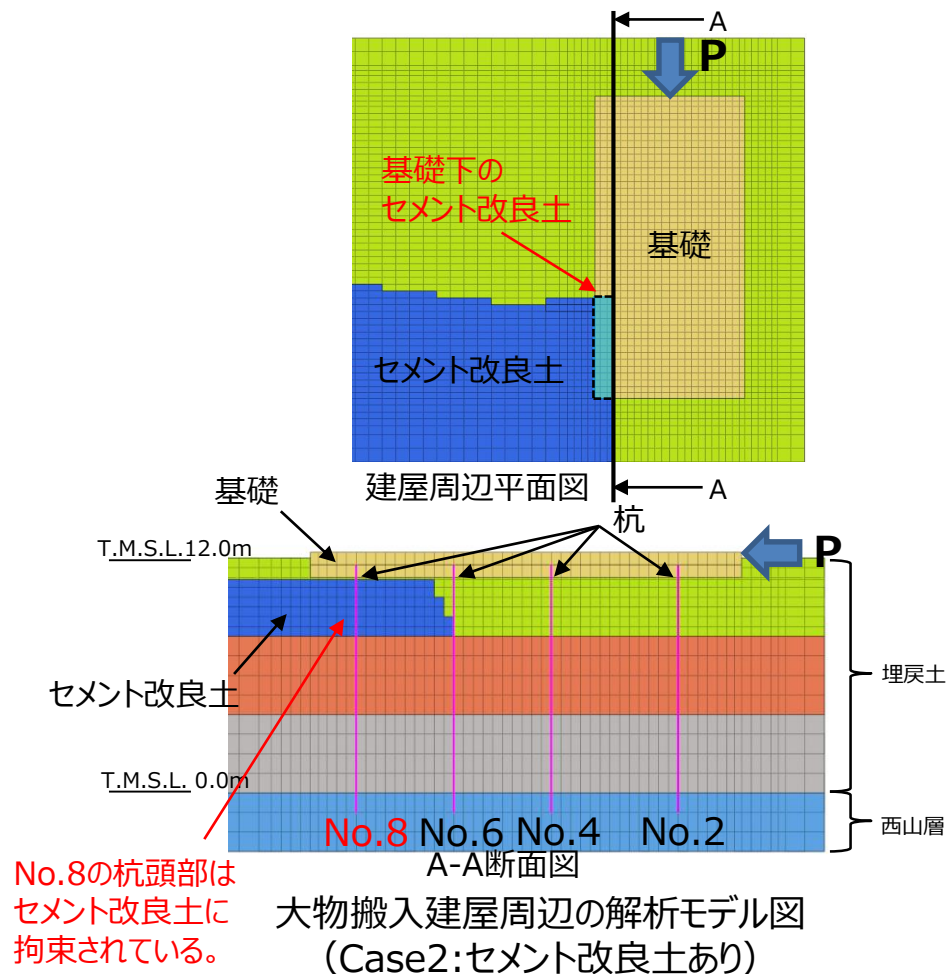 A
P
基礎下の
セメント改良土
基礎
セメント改良土
建屋周辺平面図
A
基礎
杭
T.M.S.L.12.0m
P
セメント改良土
埋戻土
T.M.S.L. 0.0m
西山層
No.8 No.6 No.4 No.2
A-A断面図
No.8の杭頭部は
セメント改良土に
拘束されている。
大物搬入建屋周辺の解析モデル図
（Case2:セメント改良土あり）